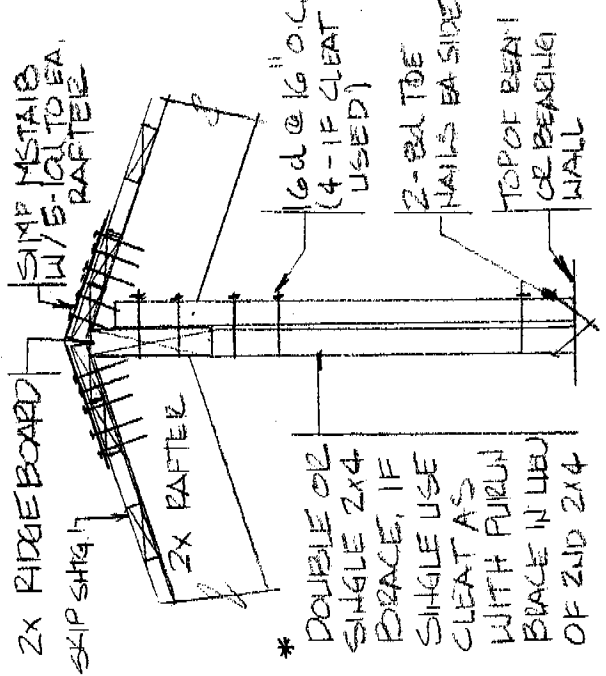 2X RIDGEBOARD
SKIP SHTG.
2X RAFTER
SIMP MSTA18
W/ 5-10d TO EA.
RAFTER
16d @ 16" O.C.
(4-IF CLEAT
USED)
2-8d TOE
NAILS EA SIDE
TOP OF BEAM
OR BEARING
WALL
* DOUBLE OR
SINGLE 2X4
BRACE, IF
SINGLE USE
CLEAT AS
WITH PURLIN
BRACE IN LIEU
OF 2ND 2X4